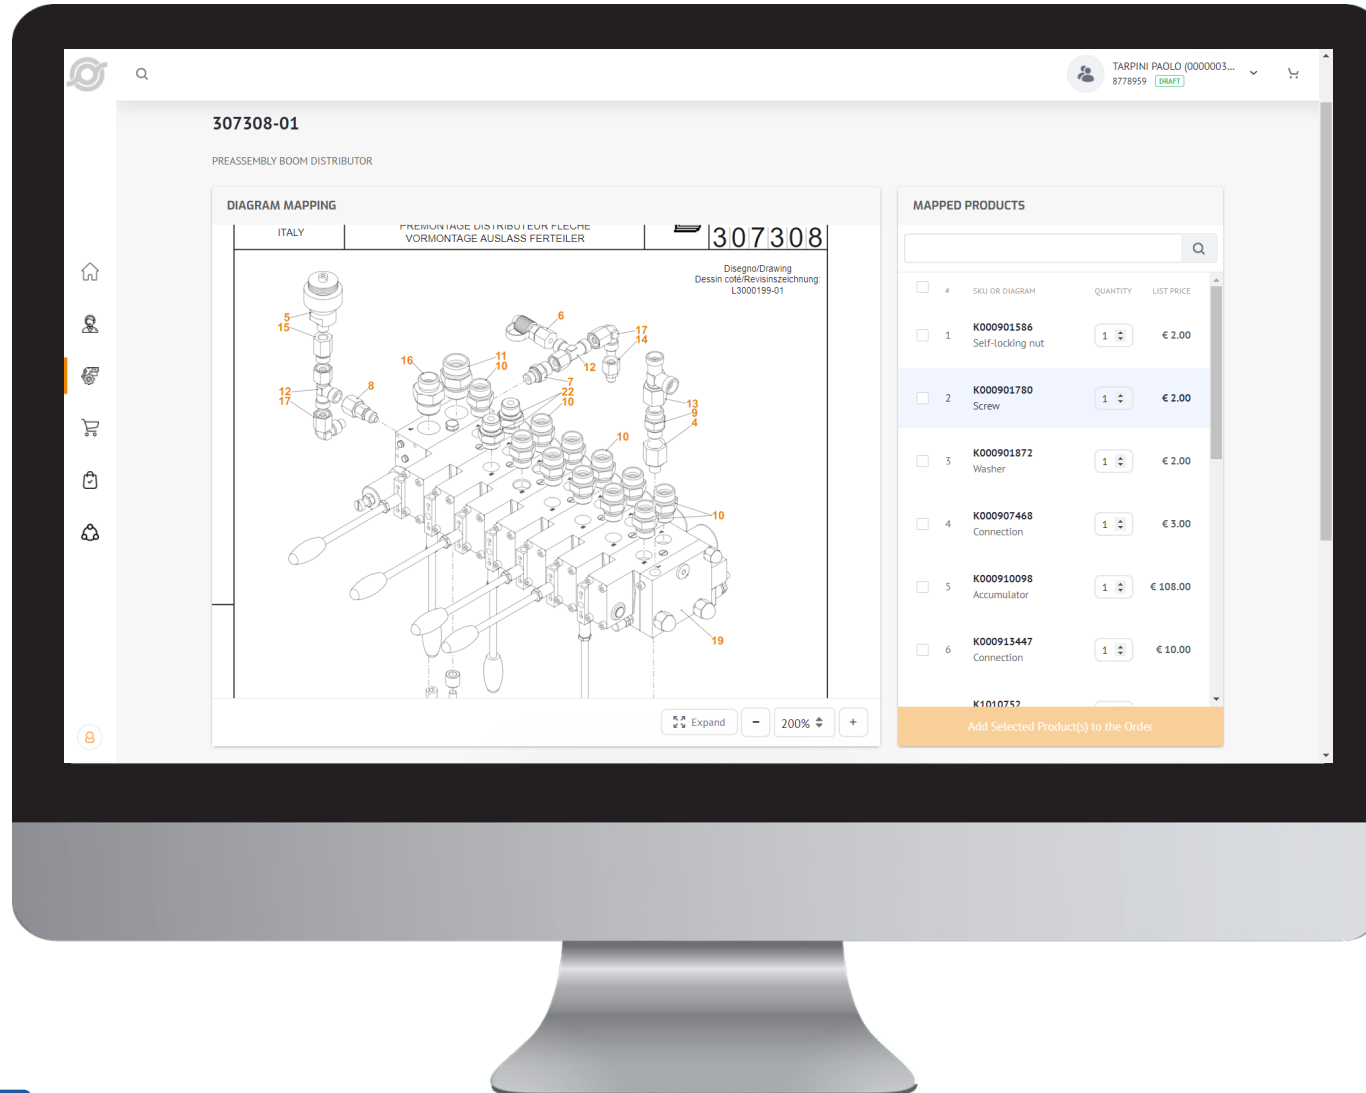 TARPINI PAOLO (0000003...
8778959 DRAFT
307308-01
PREASSEMBLY BOOM DISTRIBUTOR
DIAGRAM MAPPING
ITALY
PREMONTAGE DISTRIBUTEUR FLECHE
VORMONTAGE AUSLASS FERTEILER
307308
Disegno/Drawing
Dessin coté/Revisinszeichnung:
L3000199-01
5
15
6
17
14
16
11
10
12
7
22
10
12
17
8
13
9
4
10
10
19
Expand
200%
MAPPED PRODUCTS
# SKU OR DIAGRAM QUANTITY LIST PRICE
1 K000901586 1 € 2.00
Self-locking nut
2 K000901780 1 € 2.00
Screw
3 K000901872 1 € 2.00
Washer
4 K000907468 1 € 3.00
Connection
5 K000910098 1 € 108.00
Accumulator
6 K000913447 1 € 10.00
Connection
K1010752
Add Selected Product(s) to the Order